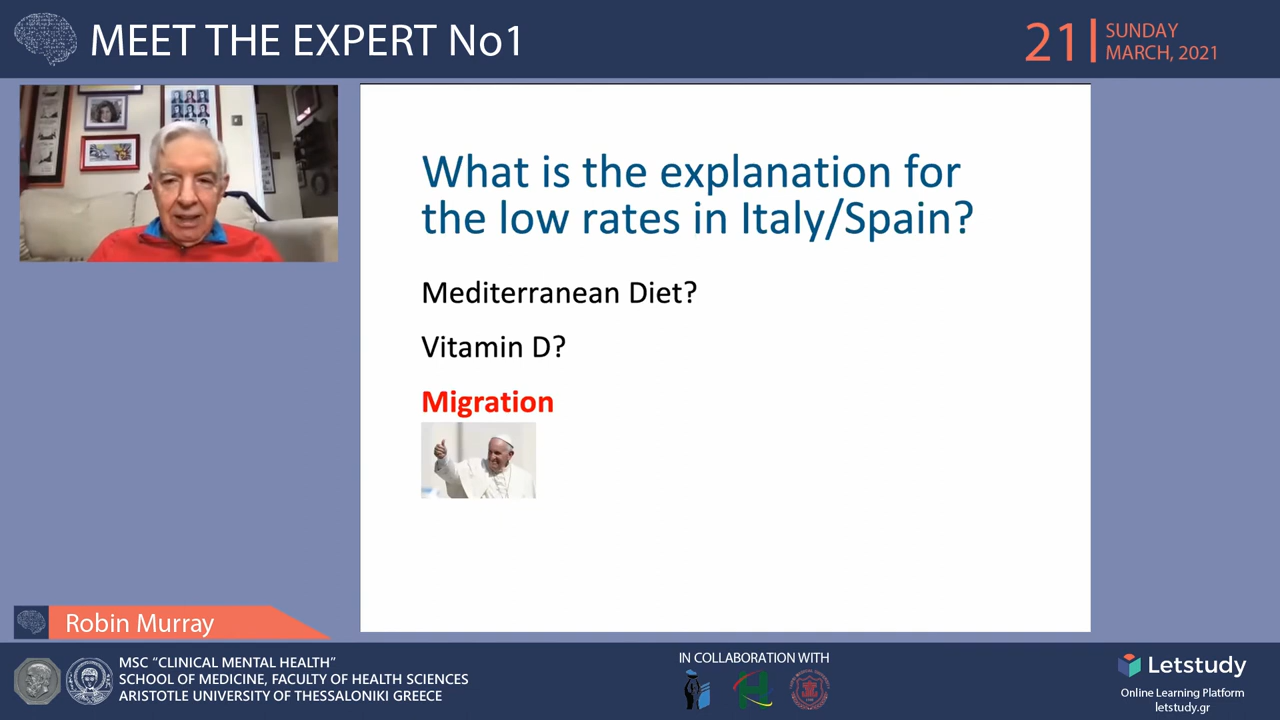 MEET THE EXPERT No1
21
SUNDAY
MARCH, 2021
What is the explanation for
the low rates in Italy/Spain?
Mediterranean Diet?
Vitamin D?
Migration
Robin Murray
MSC “CLINICAL MENTAL HEALTH”
SCHOOL OF MEDICINE, FACULTY OF HEALTH SCIENCES
ARISTOTLE UNIVERSITY OF THESSALONIKI GREECE
IN COLLABORATION WITH
Letstudy
Online Learning Platform
letstudy.gr